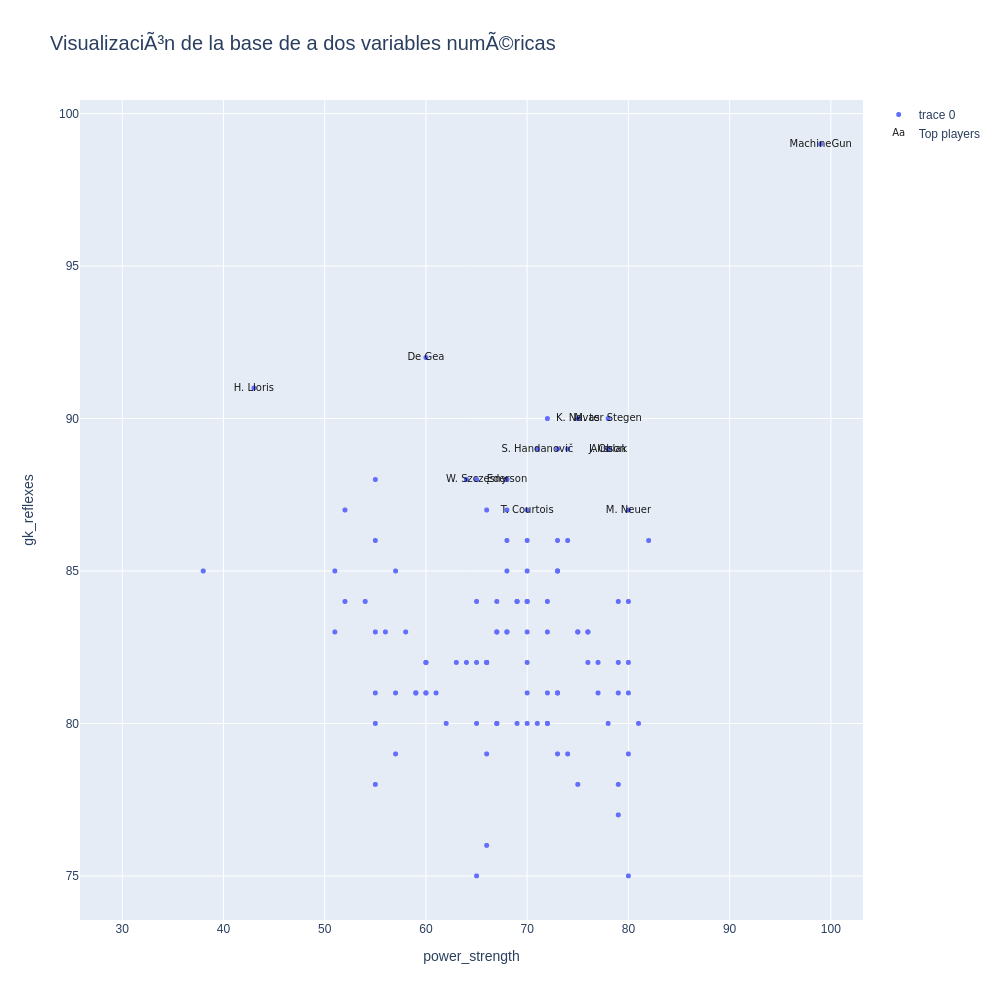 VisualizaciÃ³n de la base de a dos variables numÃ©ricas
100
95
90
85
80
75
gk_reflexes
30 40 50 60 70 80 90 100
power_strength
trace 0
Aa Top players
MachineGun
De Gea
H. Lloris
K. Navas
M. ter Stegen
S. Handanovič
J. Oblak
Alisson
W. Szczęsny
Ederson
T. Courtois
M. Neuer